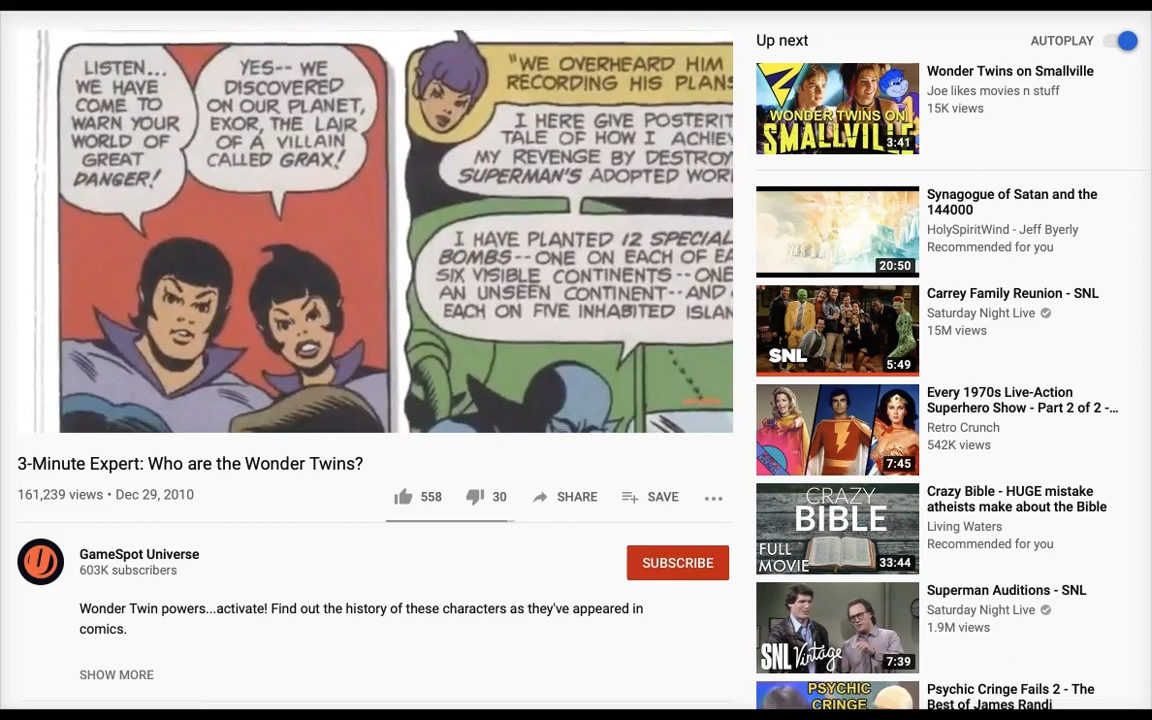 LISTEN...
WE HAVE
COME TO
WARN YOUR
WORLD OF
GREAT
DANGER!
YES-- WE
DISCOVERED
ON OUR PLANET,
EXOR, THE LAIR
OF A VILLAIN
CALLED GRAX!
"WE OVERHEARD HIM
RECORDING HIS PLANS
I HERE GIVE POSTERIT
TALE OF HOW I ACHIEV
MY REVENGE BY DESTROY
SUPERMAN'S ADOPTED WOR
I HAVE PLANTED 12 SPECIAL
BOMBS--ONE ON EACH OF EA
SIX VISIBLE CONTINENTS--ONE
AN UNSEEN CONTINENT--AND
EACH ON FIVE INHABITED ISLAN
3-Minute Expert: Who are the Wonder Twins?
161,239 views • Dec 29, 2010
558
30
SHARE
SAVE
GameSpot Universe
603K subscribers
SUBSCRIBE
Wonder Twin powers...activate! Find out the history of these characters as they've appeared in
comics.
SHOW MORE
Up next
AUTOPLAY
WONDER TWINS ON
SMALLVILLE
3:41
Wonder Twins on Smallville
Joe likes movies n stuff
15K views
20:50
Synagogue of Satan and the
144000
HolySpiritWind - Jeff Byerly
Recommended for you
SNL
5:49
Carrey Family Reunion - SNL
Saturday Night Live
15M views
7:45
Every 1970s Live-Action
Superhero Show - Part 2 of 2 -...
Retro Crunch
542K views
CRAZY
BIBLE
FULL
MOVIE
33:44
Crazy Bible - HUGE mistake
atheists make about the Bible
Living Waters
Recommended for you
SNL Vintage
7:39
Superman Auditions - SNL
Saturday Night Live
1.9M views
PSYCHIC
CRINGE
Psychic Cringe Fails 2 - The
Best of James Randi